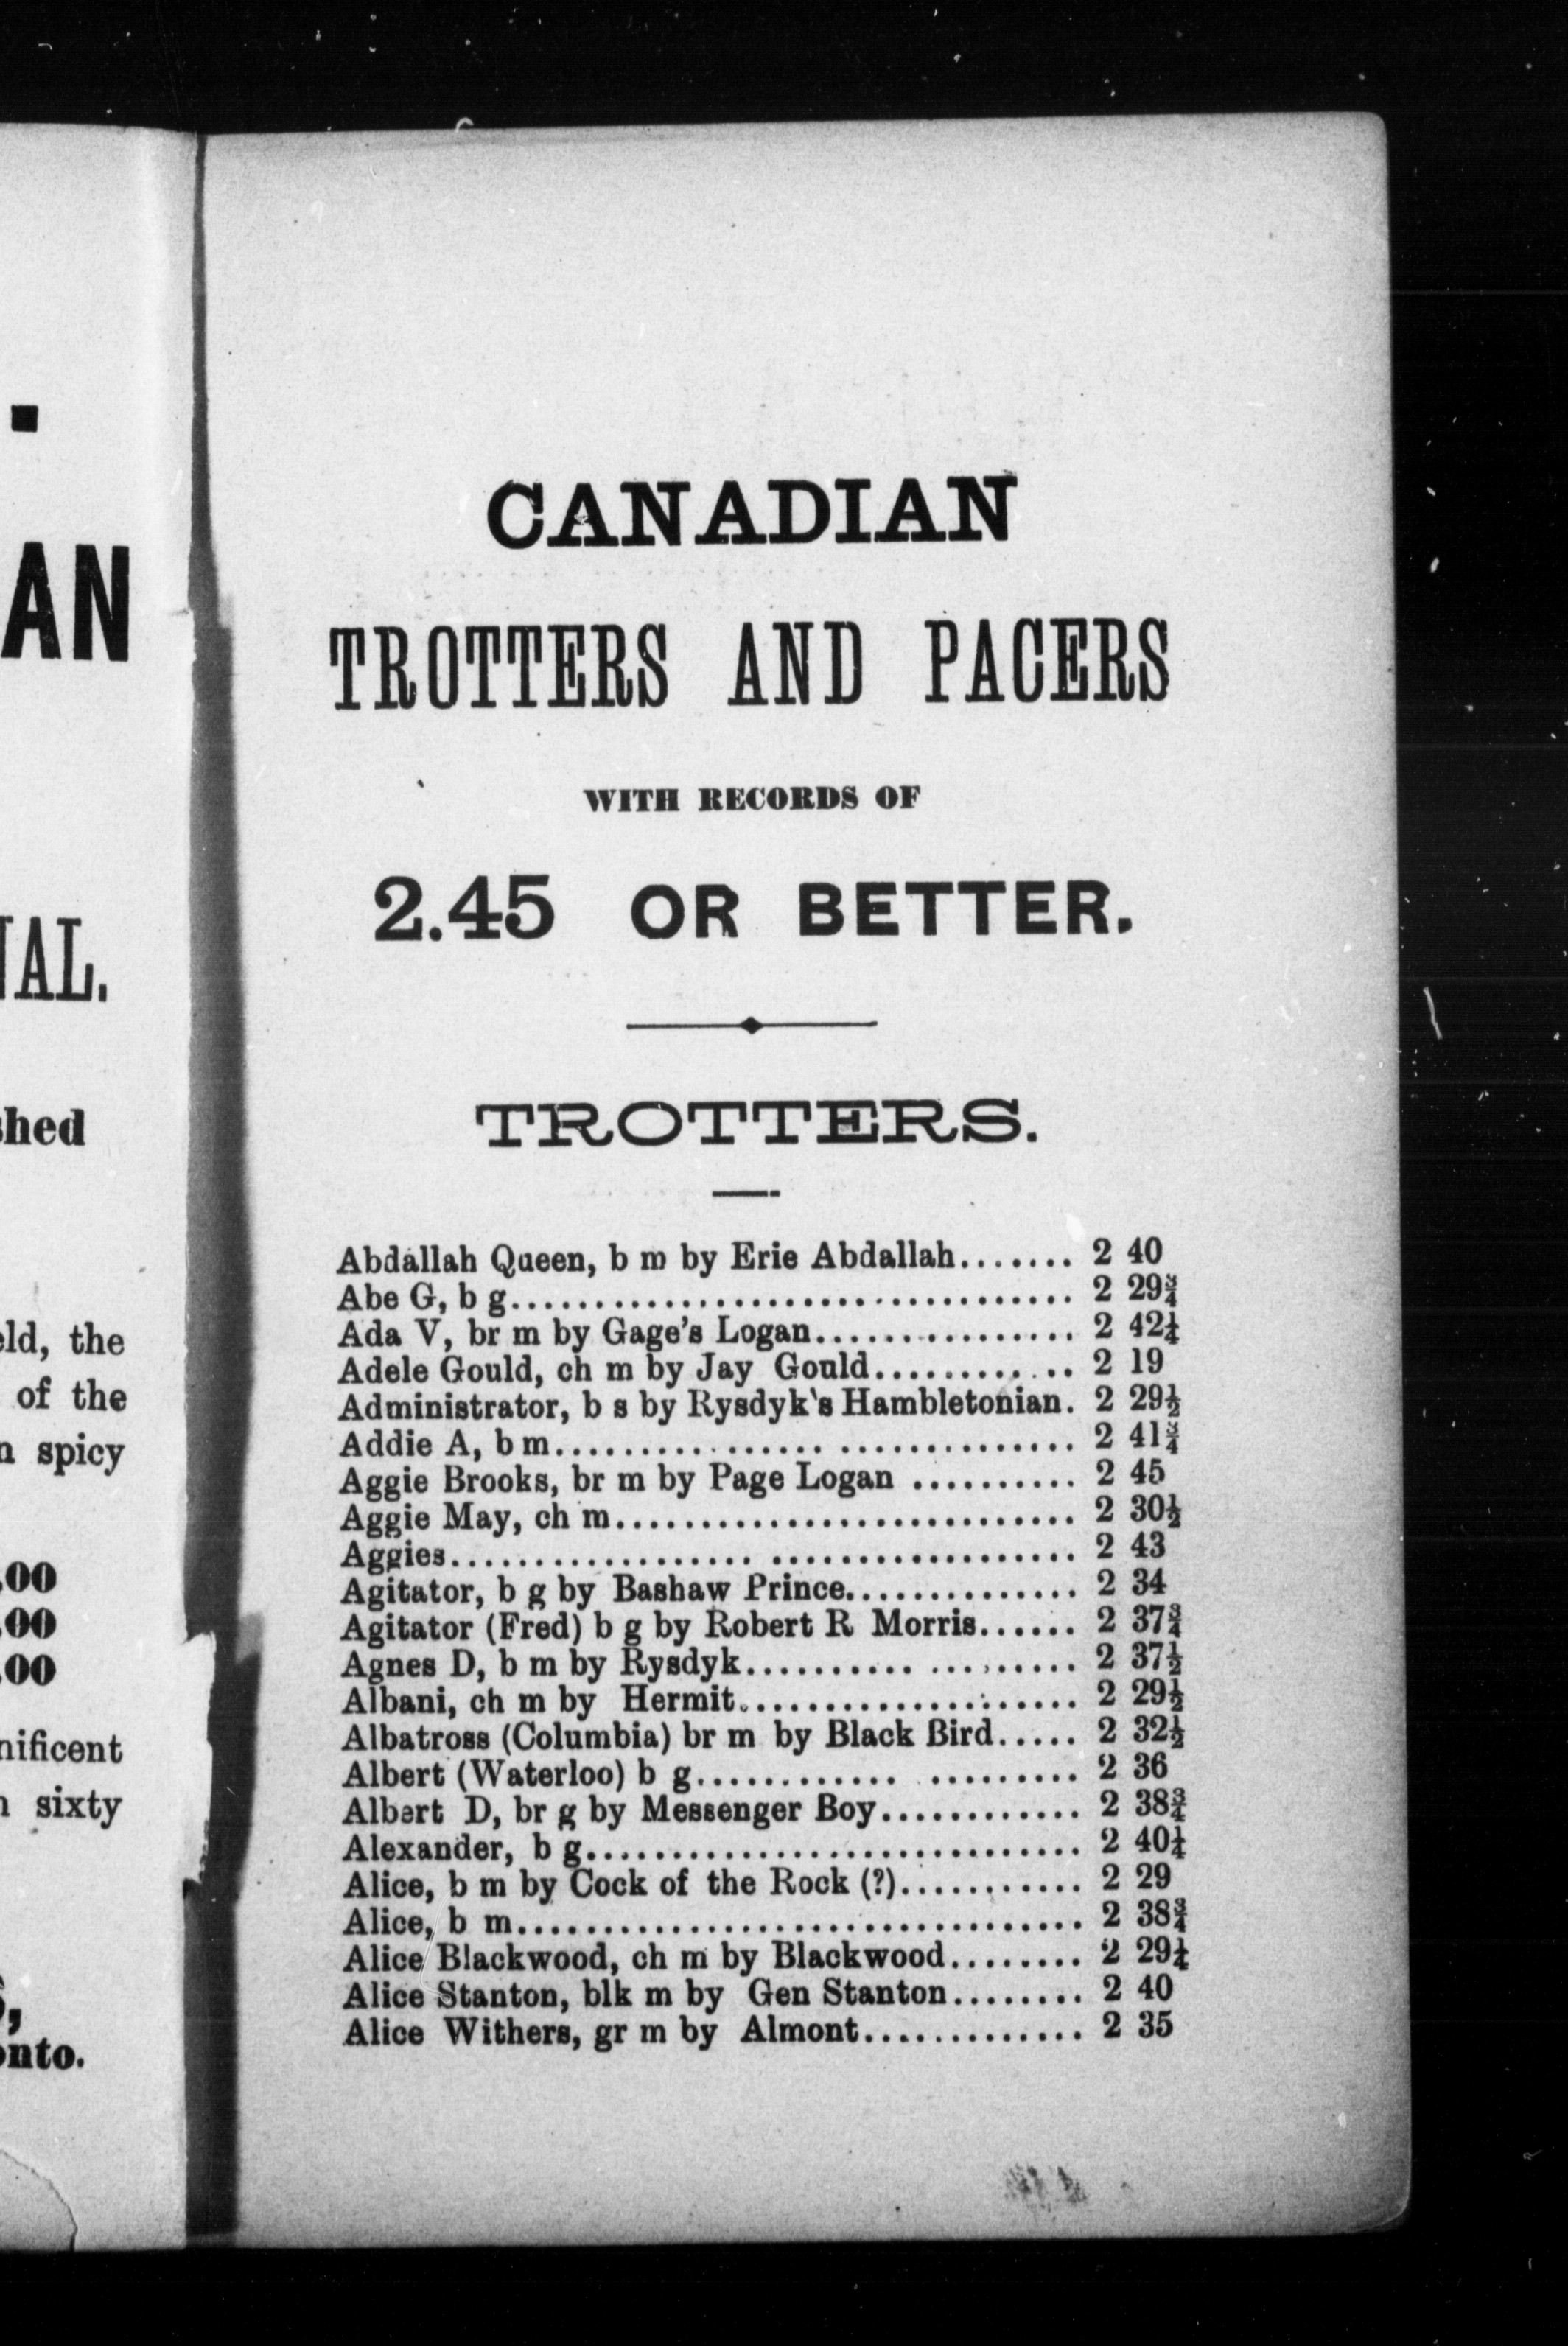 AN
AL.
hed
ld, the
of the
spicy
.00
.00
.00
sixty
CANADIAN
TROTTERS AND PACERS
WITH RECORDS OF
2.45 OR BETTER.
TROTTERS.
Abdallah Queen, b m by Erie Abdallah....... 2 40
Abe G, b g.................................. 2 29¾
Ada V, br m by Gage's Logan................ 2 42¼
Adele Gould, ch m by Jay Gould............ 2 19
Administrator, b s by Rysdyk's Hambletonian. 2 29½
Addie A, b m............................... 2 41¾
Aggie Brooks, br m by Page Logan .......... 2 45
Aggie May, ch m............................ 2 30½
Aggies.................. .................. 2 43
Agitator, b g by Bashaw Prince.............. 2 34
Agitator (Fred) b g by Robert R Morris...... 2 37¾
Agnes D, b m by Rysdyk.......... ......... 2 37½
Albani, ch m by Hermit.................... 2 29½
Albatross (Columbia) br m by Black Bird..... 2 32½
Albert (Waterloo) b g............ ......... 2 36
Albert D, br g by Messenger Boy............ 2 38¾
Alexander, b g.............................. 2 40¼
Alice, b m by Cock of the Rock (?)........... 2 29
Alice, b m.................................. 2 38¾
Alice Blackwood, ch m by Blackwood........ 2 29¼
Alice Stanton, blk m by Gen Stanton........ 2 40
Alice Withers, gr m by Almont............. 2 35